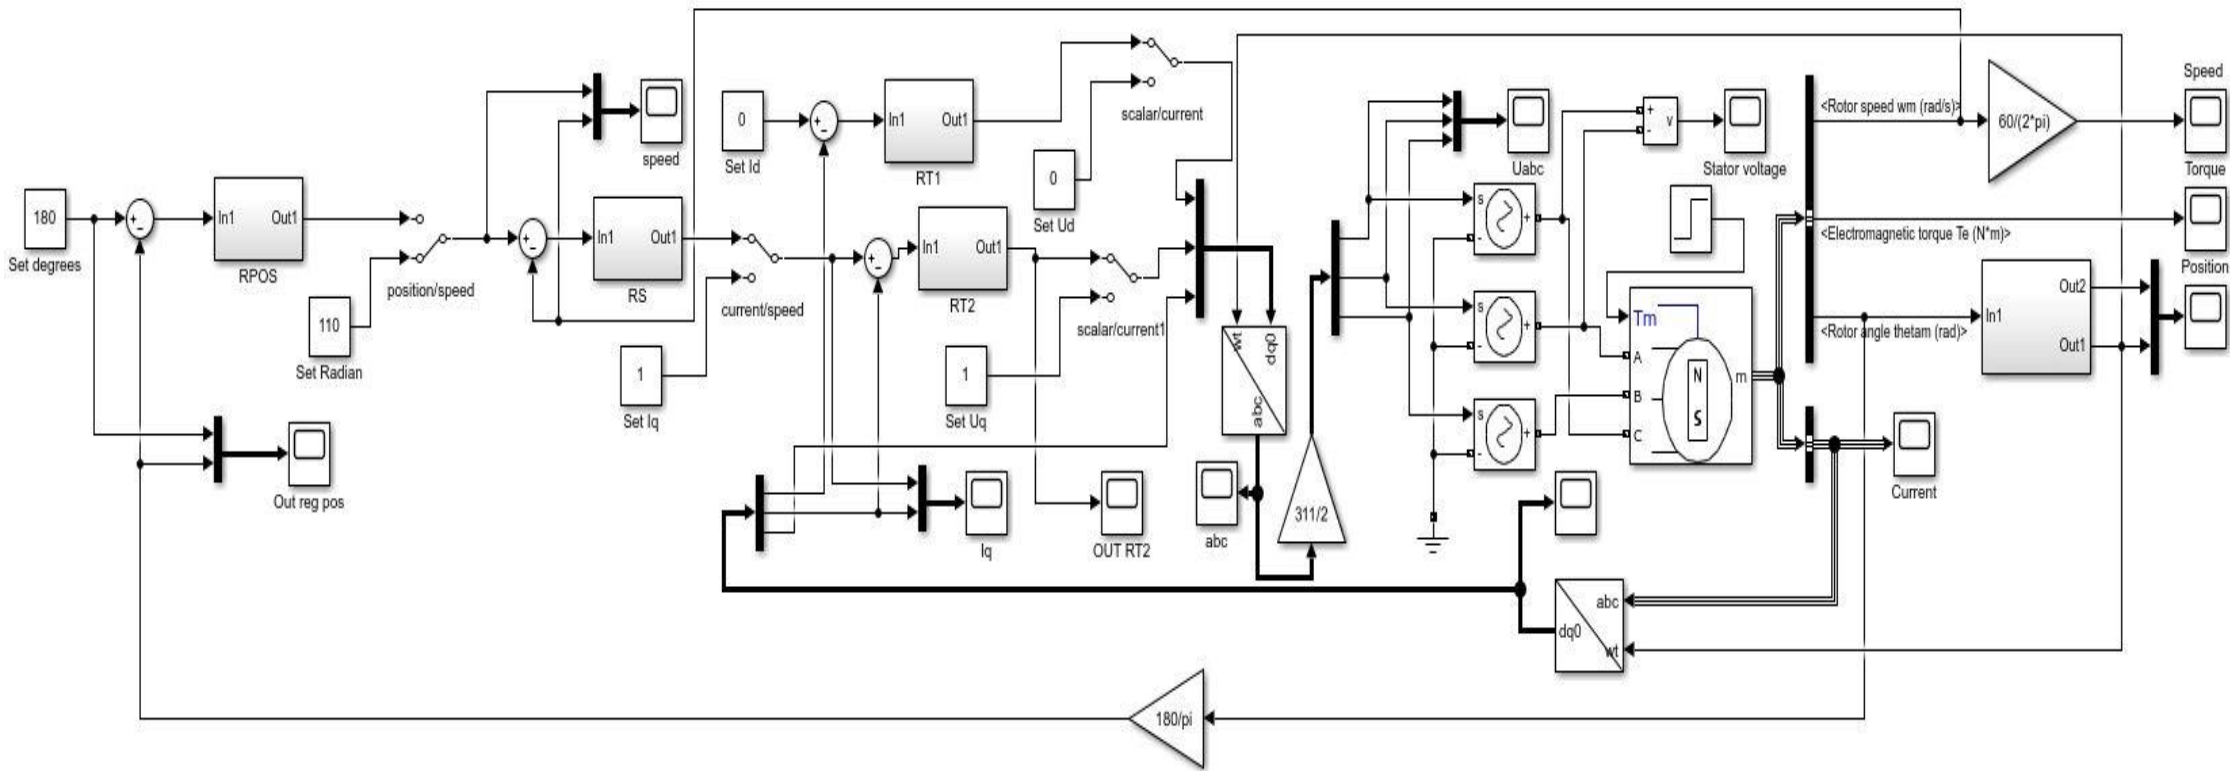 180
Set degrees
In1 Out1
RPOS
110
Set Radian
position/speed
Out reg pos
speed
In1 Out1
RS
current/speed
1
Set Iq
0
Set Id
In1 Out1
RT1
scalar/current
0
Set Ud
In1 Out1
RT2
scalar/current1
1
Set Uq
Iq
OUT RT2
wt dq0
abc
abc
311/2
Uabc
s
+
-
s
+
-
s
+
-
+
-
v
Stator voltage
Tm
A
B
C
N
S
m
<Rotor speed wm (rad/s)>
<Electromagnetic torque Te (N*m)>
<Rotor angle thetam (rad)>
60/(2*pi)
Speed
Torque
Position
In1
Out2
Out1
Current
abc
dq0
wt
180/pi